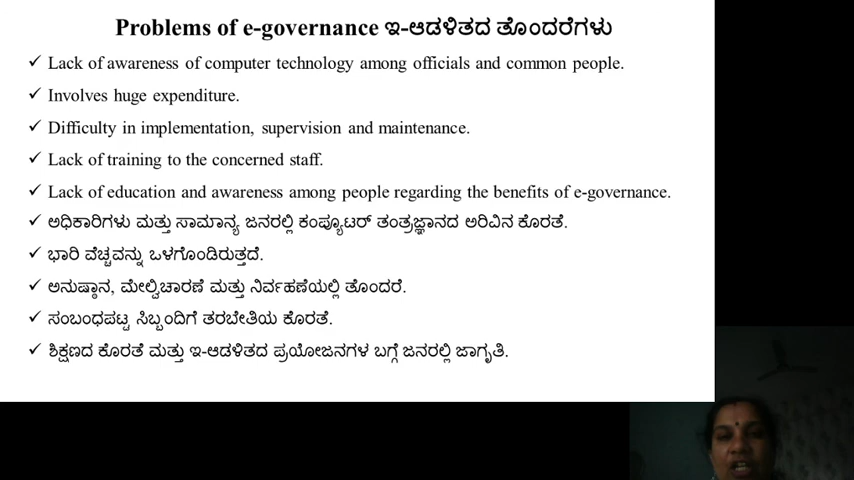 Problems of e-governance ಇ-ಆಡಳಿತದ ತೊಂದರೆಗಳು
✓ Lack of awareness of computer technology among officials and common people.
✓ Involves huge expenditure.
✓ Difficulty in implementation, supervision and maintenance.
✓ Lack of training to the concerned staff.
✓ Lack of education and awareness among people regarding the benefits of e-governance.
✓ ಅಧಿಕಾರಿಗಳು ಮತ್ತು ಸಾಮಾನ್ಯ ಜನರಲ್ಲಿ ಕಂಪ್ಯೂಟರ್ ತಂತ್ರಜ್ಞಾನದ ಅರಿವಿನ ಕೊರತೆ.
✓ ಭಾರಿ ವೆಚ್ಚವನ್ನು ಒಳಗೊಂಡಿರುತ್ತದೆ.
✓ ಅನುಷ್ಠಾನ, ಮೇಲ್ವಿಚಾರಣೆ ಮತ್ತು ನಿರ್ವಹಣೆಯಲ್ಲಿ ತೊಂದರೆ.
✓ ಸಂಬಂಧಪಟ್ಟ ಸಿಬ್ಬಂದಿಗೆ ತರಬೇತಿಯ ಕೊರತೆ.
✓ ಶಿಕ್ಷಣದ ಕೊರತೆ ಮತ್ತು ಇ-ಆಡಳಿತದ ಪ್ರಯೋಜನಗಳ ಬಗ್ಗೆ ಜನರಲ್ಲಿ ಜಾಗೃತಿ.